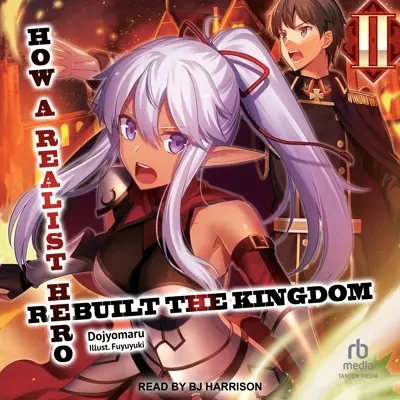 II
HOW A REALIST HERO
REBUILT THE KINGDOM
Dojyomaru
Illust. Fuyuyuki
rb
media
TANTOR MEDIA
READ BY BJ HARRISON